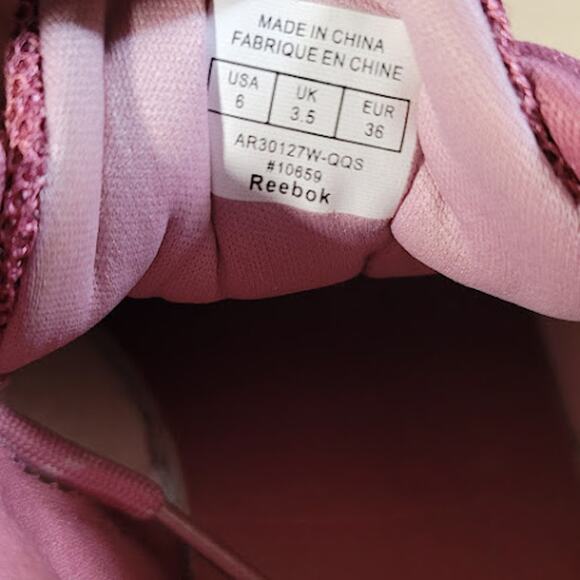 MADE IN CHINA
FABRIQUE EN CHINE
USA UK EUR
6 3.5 36
AR30127W-QQS
#10659
Reebok